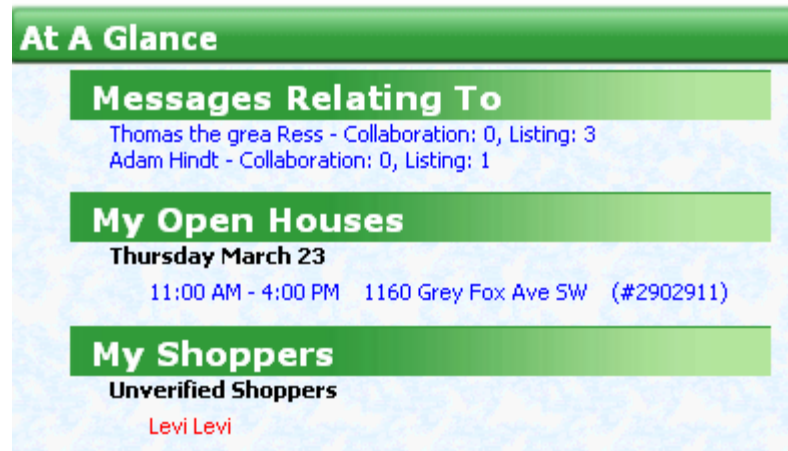 At A Glance
Messages Relating To
Thomas the grea Ress - Collaboration: 0, Listing: 3
Adam Hindt - Collaboration: 0, Listing: 1
My Open Houses
Thursday March 23
11:00 AM - 4:00 PM 1160 Grey Fox Ave SW (#2902911)
My Shoppers
Unverified Shoppers
Levi Levi